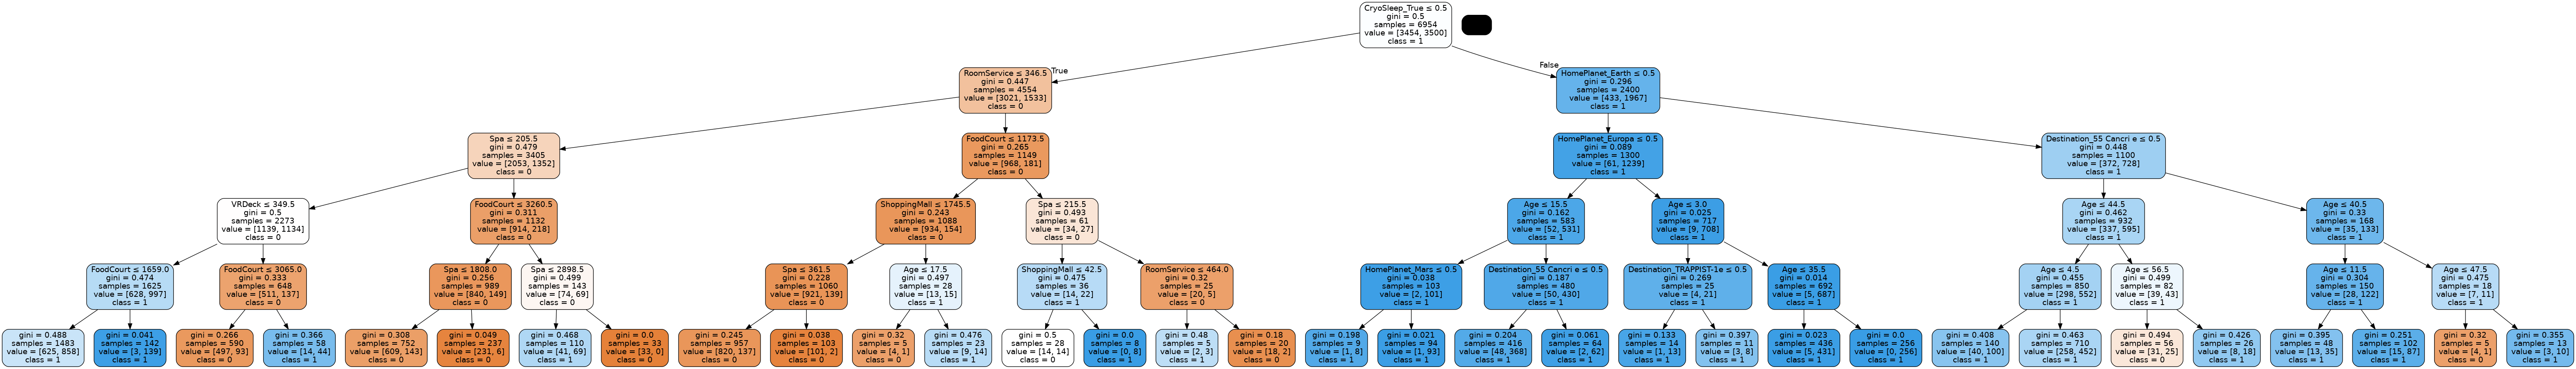 CryoSleep_True ≤ 0.5
gini = 0.5
samples = 6954
value = [3454, 3500]
class = 1
True
False
RoomService ≤ 346.5
gini = 0.447
samples = 4554
value = [3021, 1533]
class = 0
HomePlanet_Earth ≤ 0.5
gini = 0.296
samples = 2400
value = [433, 1967]
class = 1
Spa ≤ 205.5
gini = 0.479
samples = 3405
value = [2053, 1352]
class = 0
FoodCourt ≤ 1173.5
gini = 0.265
samples = 1149
value = [968, 181]
class = 0
HomePlanet_Europa ≤ 0.5
gini = 0.089
samples = 1300
value = [61, 1239]
class = 1
Destination_55 Cancri e ≤ 0.5
gini = 0.448
samples = 1100
value = [372, 728]
class = 1
VRDeck ≤ 349.5
gini = 0.5
samples = 2273
value = [1139, 1134]
class = 0
FoodCourt ≤ 3260.5
gini = 0.311
samples = 1132
value = [914, 218]
class = 0
ShoppingMall ≤ 1745.5
gini = 0.243
samples = 1088
value = [934, 154]
class = 0
Spa ≤ 215.5
gini = 0.493
samples = 61
value = [34, 27]
class = 0
Age ≤ 15.5
gini = 0.162
samples = 583
value = [52, 531]
class = 1
Age ≤ 3.0
gini = 0.025
samples = 717
value = [9, 708]
class = 1
Age ≤ 44.5
gini = 0.462
samples = 932
value = [337, 595]
class = 1
Age ≤ 40.5
gini = 0.33
samples = 168
value = [35, 133]
class = 1
FoodCourt ≤ 1659.0
gini = 0.474
samples = 1625
value = [628, 997]
class = 1
FoodCourt ≤ 3065.0
gini = 0.333
samples = 648
value = [511, 137]
class = 0
Spa ≤ 1808.0
gini = 0.256
samples = 989
value = [840, 149]
class = 0
Spa ≤ 2898.5
gini = 0.499
samples = 143
value = [74, 69]
class = 0
Spa ≤ 361.5
gini = 0.228
samples = 1060
value = [921, 139]
class = 0
Age ≤ 17.5
gini = 0.497
samples = 28
value = [13, 15]
class = 1
ShoppingMall ≤ 42.5
gini = 0.475
samples = 36
value = [14, 22]
class = 1
RoomService ≤ 464.0
gini = 0.32
samples = 25
value = [20, 5]
class = 0
HomePlanet_Mars ≤ 0.5
gini = 0.038
samples = 103
value = [2, 101]
class = 1
Destination_55 Cancri e ≤ 0.5
gini = 0.187
samples = 480
value = [50, 430]
class = 1
Destination_TRAPPIST-1e ≤ 0.5
gini = 0.269
samples = 25
value = [4, 21]
class = 1
Age ≤ 35.5
gini = 0.014
samples = 692
value = [5, 687]
class = 1
Age ≤ 4.5
gini = 0.455
samples = 850
value = [298, 552]
class = 1
Age ≤ 56.5
gini = 0.499
samples = 82
value = [39, 43]
class = 1
Age ≤ 11.5
gini = 0.304
samples = 150
value = [28, 122]
class = 1
Age ≤ 47.5
gini = 0.475
samples = 18
value = [7, 11]
class = 1
gini = 0.488
samples = 1483
value = [625, 858]
class = 1
gini = 0.041
samples = 142
value = [3, 139]
class = 1
gini = 0.266
samples = 590
value = [497, 93]
class = 0
gini = 0.366
samples = 58
value = [14, 44]
class = 1
gini = 0.308
samples = 752
value = [609, 143]
class = 0
gini = 0.049
samples = 237
value = [231, 6]
class = 0
gini = 0.468
samples = 110
value = [41, 69]
class = 1
gini = 0.0
samples = 33
value = [33, 0]
class = 0
gini = 0.245
samples = 957
value = [820, 137]
class = 0
gini = 0.038
samples = 103
value = [101, 2]
class = 0
gini = 0.32
samples = 5
value = [4, 1]
class = 0
gini = 0.476
samples = 23
value = [9, 14]
class = 1
gini = 0.5
samples = 28
value = [14, 14]
class = 0
gini = 0.0
samples = 8
value = [0, 8]
class = 1
gini = 0.48
samples = 5
value = [2, 3]
class = 1
gini = 0.18
samples = 20
value = [18, 2]
class = 0
gini = 0.198
samples = 9
value = [1, 8]
class = 1
gini = 0.021
samples = 94
value = [1, 93]
class = 1
gini = 0.204
samples = 416
value = [48, 368]
class = 1
gini = 0.061
samples = 64
value = [2, 62]
class = 1
gini = 0.133
samples = 14
value = [1, 13]
class = 1
gini = 0.397
samples = 11
value = [3, 8]
class = 1
gini = 0.023
samples = 436
value = [5, 431]
class = 1
gini = 0.0
samples = 256
value = [0, 256]
class = 1
gini = 0.408
samples = 140
value = [40, 100]
class = 1
gini = 0.463
samples = 710
value = [258, 452]
class = 1
gini = 0.494
samples = 56
value = [31, 25]
class = 0
gini = 0.426
samples = 26
value = [8, 18]
class = 1
gini = 0.395
samples = 48
value = [13, 35]
class = 1
gini = 0.251
samples = 102
value = [15, 87]
class = 1
gini = 0.32
samples = 5
value = [4, 1]
class = 0
gini = 0.355
samples = 13
value = [3, 10]
class = 1